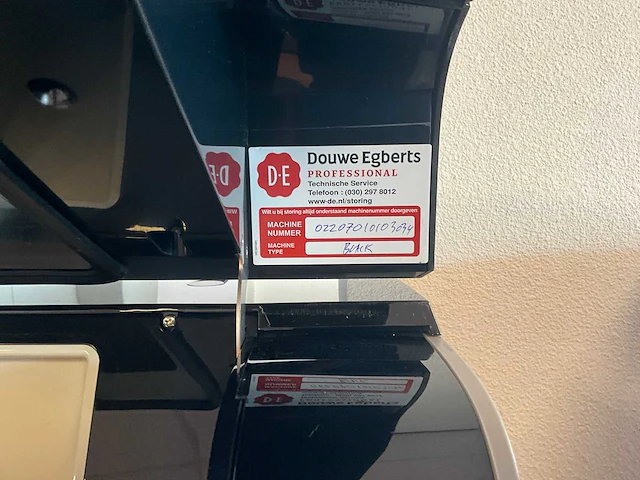 D·E
Douwe Egberts
PROFESSIONAL
Technische Service
Telefoon : (030) 297 8012
www-de.nl/storing
Wilt u bij storing altijd onderstaand machinenummer doorgeven
MACHINE NUMMER
MACHINE TYPE
BLACK